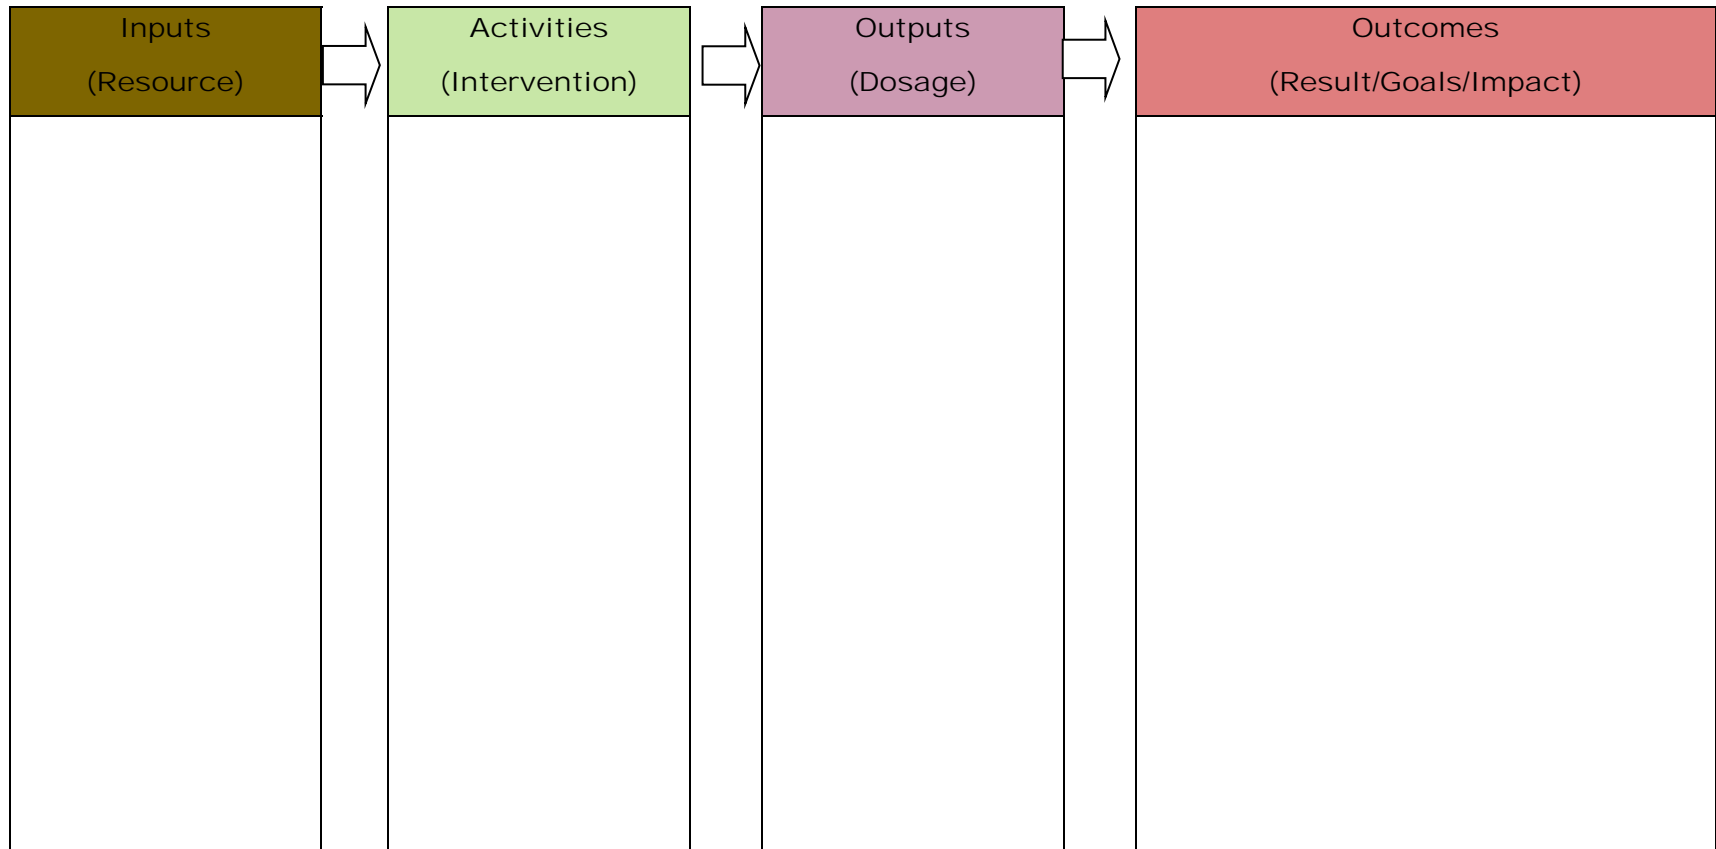 Inputs
(Resource)
Activities
(Intervention)
Outputs
(Dosage)
Outcomes
(Result/Goals/Impact)